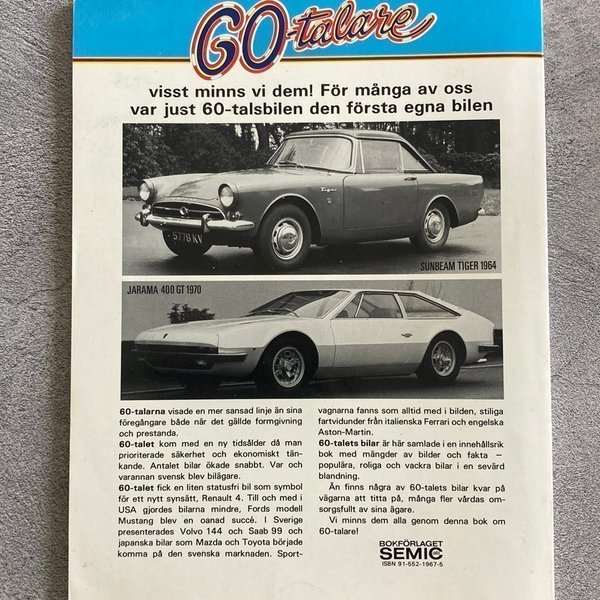 60-talare
visst minns vi dem! För många av oss
var just 60-talsbilen den första egna bilen
Tiger
5776 KV
SUNBEAM TIGER 1964
JARAMA 400 GT 1970
60-talarna visade en mer sansad linje än sina
föregångare både när det gällde formgivning
och prestanda.
60-talet kom med en ny tidsålder då man
prioriterade säkerhet och ekonomiskt tän-
kande. Antalet bilar ökade snabbt. Var och
varannan svensk blev bilägare.
60-talet fick en liten statusfri bil som symbol
för ett nytt synsätt, Renault 4. Till och med i
USA gjordes bilarna mindre, Fords modell
Mustang blev en oanad succé. I Sverige
presenterades Volvo 144 och Saab 99 och
japanska bilar som Mazda och Toyota började
komma på den svenska marknaden. Sport-
vagnarna fanns som alltid med i bilden, stiliga
fartvidunder från italienska Ferrari och engelska
Aston-Martin.
60-talets bilar är här samlade i en innehållsrik
bok med mängder av bilder och fakta –
populära, roliga och vackra bilar i en sevärd
blandning.
Än finns några av 60-talets bilar kvar på
vägarna att titta på, många fler vårdas om-
sorgsfullt av sina ägare.
Vi minns dem alla genom denna bok om
60-talare!
BOKFÖRLAGET
SEMIC
ISBN 91-552-1967-5